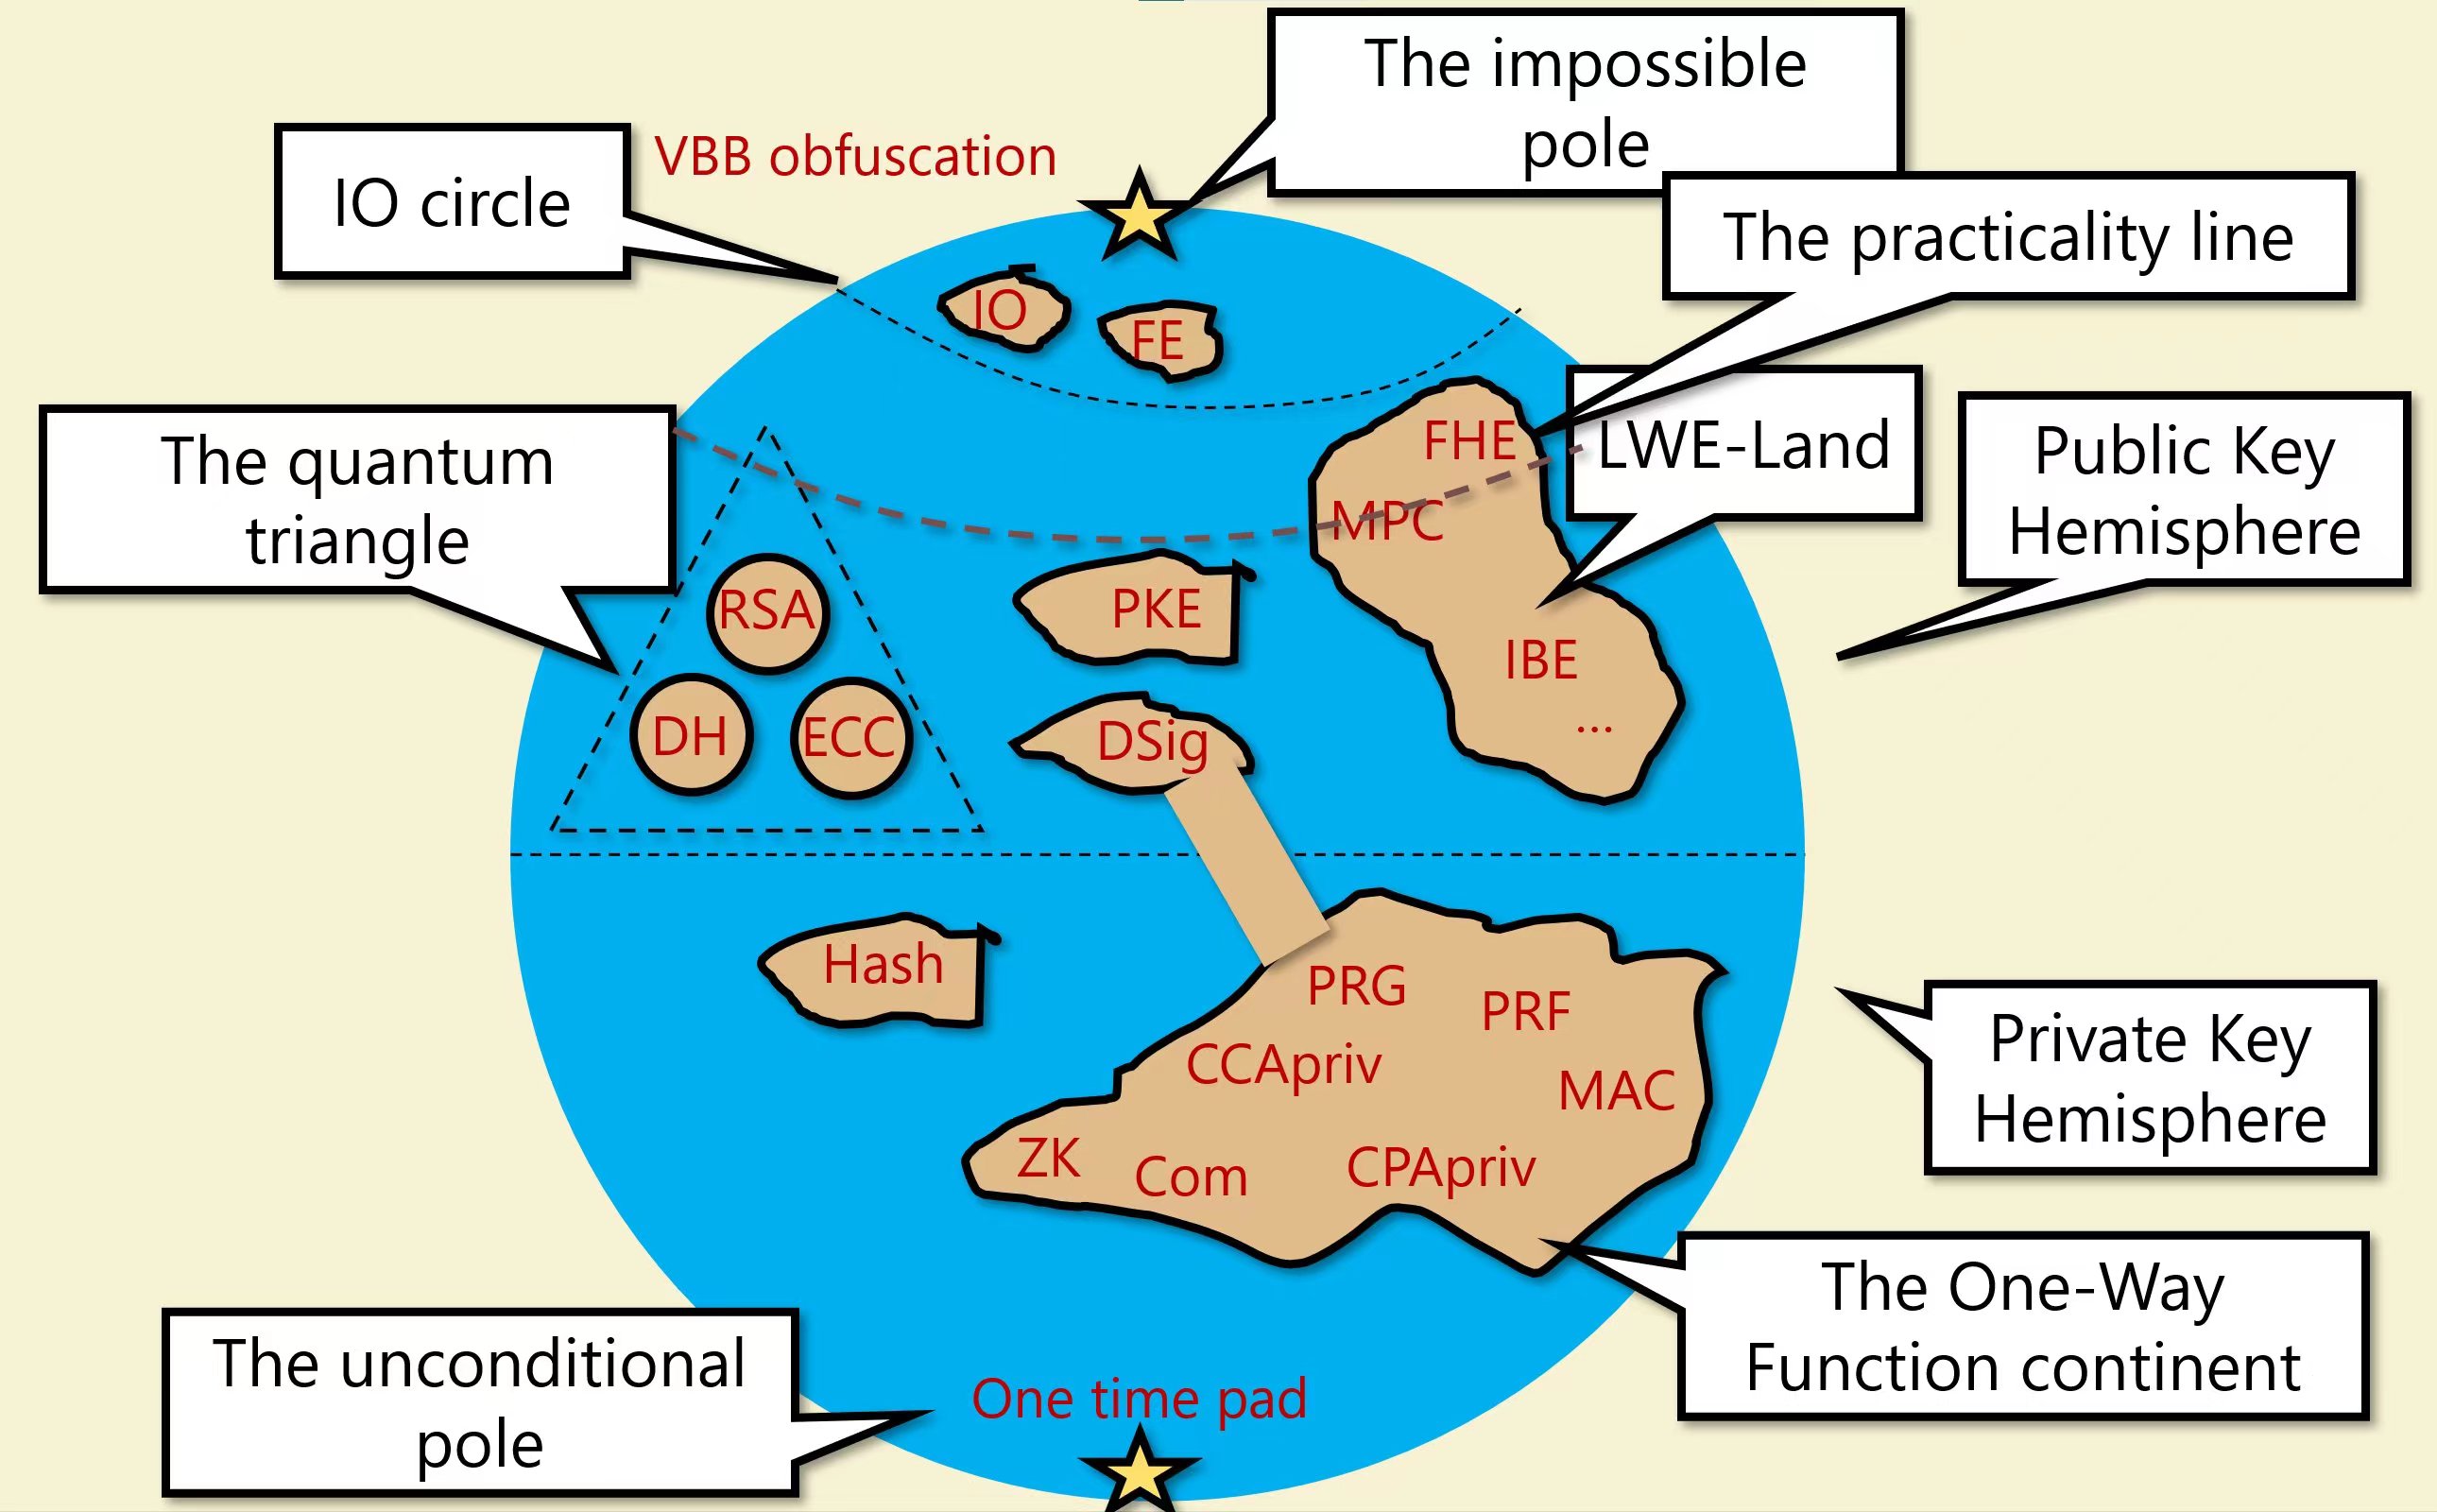 The impossible
pole
VBB obfuscation
IO circle
The practicality line
IO
FE
The quantum
triangle
FHE
LWE-Land
Public Key
Hemisphere
MPC
RSA
PKE
IBE
...
DH
ECC
DSig
Hash
PRG
PRF
CCApriv
MAC
Private Key
Hemisphere
ZK
Com
CPApriv
The One-Way
Function continent
The unconditional
pole
One time pad